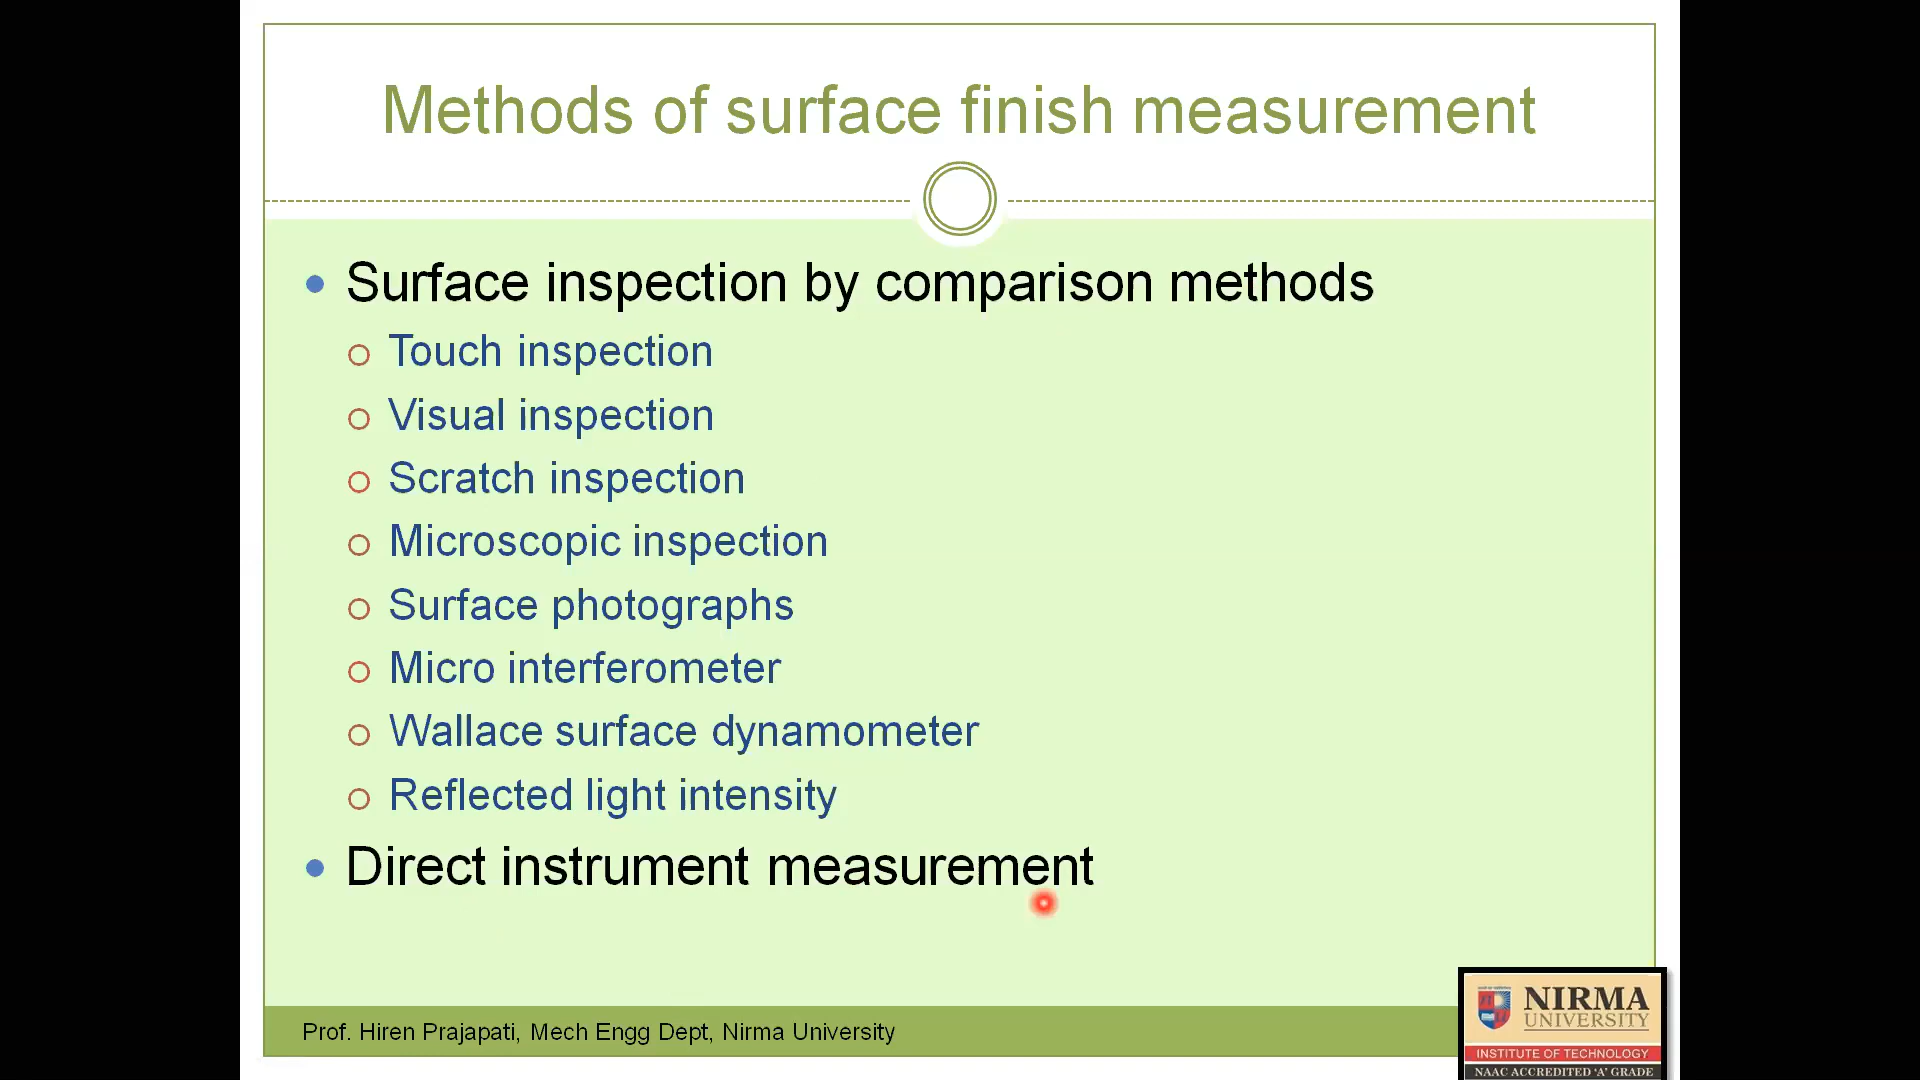 Methods of surface finish measurement
Surface inspection by comparison methods
Touch inspection
Visual inspection
Scratch inspection
Microscopic inspection
Surface photographs
Micro interferometer
Wallace surface dynamometer
Reflected light intensity
Direct instrument measurement
Prof. Hiren Prajapati, Mech Engg Dept, Nirma University
NIRMA
UNIVERSITY
INSTITUTE OF TECHNOLOGY
NAAC ACCREDITED 'A' GRADE